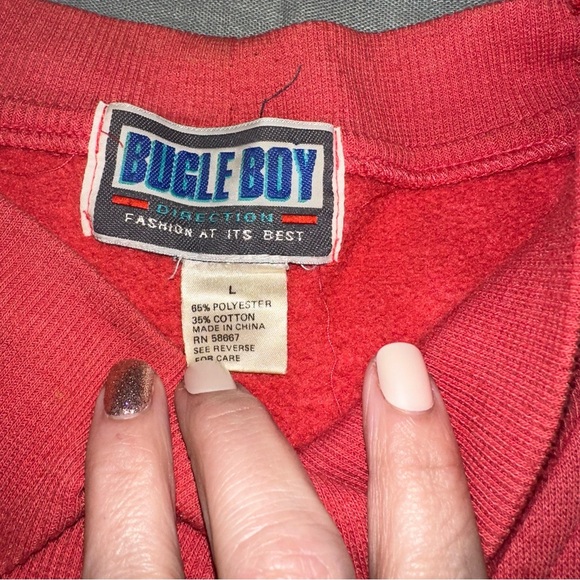 BUGLE BOY
DIRECTION
FASHION AT ITS BEST
L
65% POLYESTER
35% COTTON
MADE IN CHINA
RN 58667
SEE REVERSE
FOR CARE